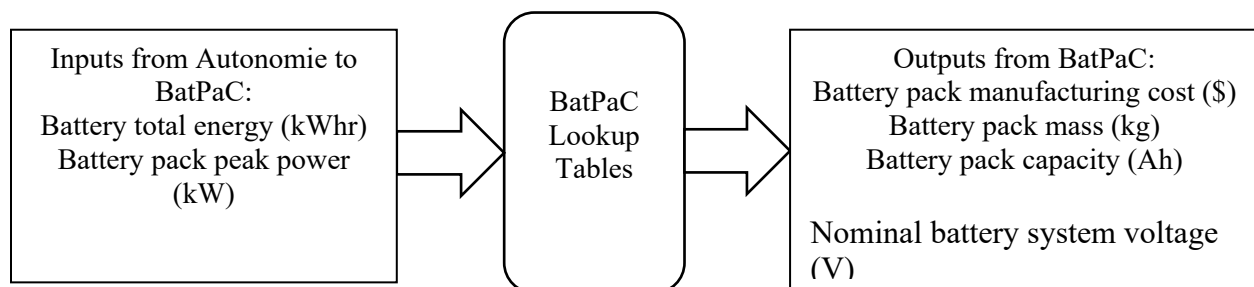 Inputs from Autonomie to
BatPaC:
Battery total energy (kWhr)
Battery pack peak power
(kW)
BatPaC
Lookup
Tables
Outputs from BatPaC:
Battery pack manufacturing cost ($)
Battery pack mass (kg)
Battery pack capacity (Ah)
Nominal battery system voltage
(V)